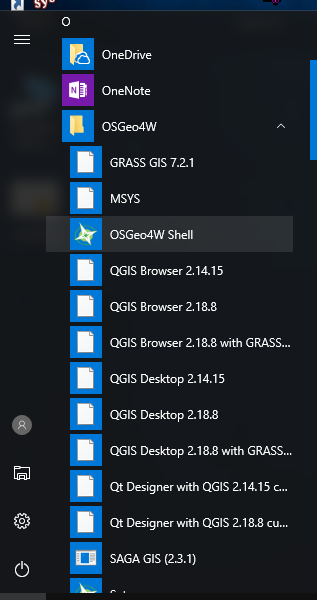 O
OneDrive
OneNote
OSGeo4W
GRASS GIS 7.2.1
MSYS
OSGeo4W Shell
QGIS Browser 2.14.15
QGIS Browser 2.18.8
QGIS Browser 2.18.8 with GRASS...
QGIS Desktop 2.14.15
QGIS Desktop 2.18.8
QGIS Desktop 2.18.8 with GRASS...
Qt Designer with QGIS 2.14.15 c...
Qt Designer with QGIS 2.18.8 cu...
SAGA GIS (2.3.1)